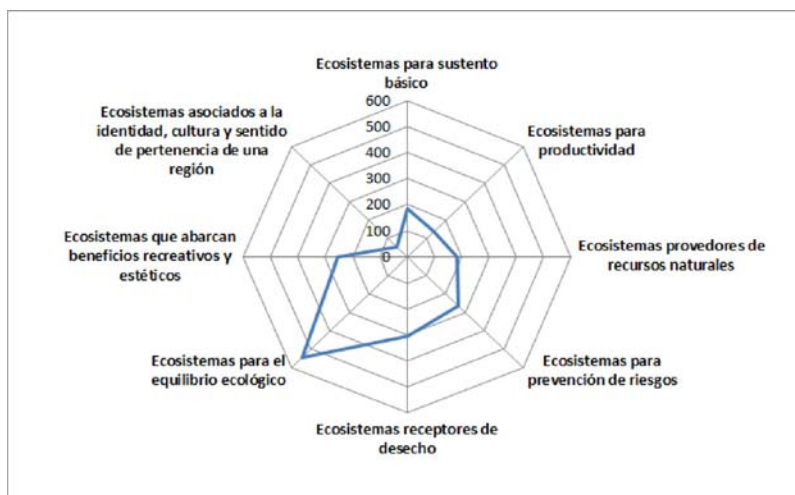 Ecosistemas para sustento
básico
600
500
400
300
200
100
0
Ecosistemas para
productividad
Ecosistemas provedores de
recursos naturales
Ecosistemas para
prevención de riesgos
Ecosistemas receptores de
desecho
Ecosistemas para el
equilibrio ecológico
Ecosistemas que abarcan
beneficios recreativos y
estéticos
Ecosistemas asociados a la
identidad, cultura y sentido
de pertenencia de una
región